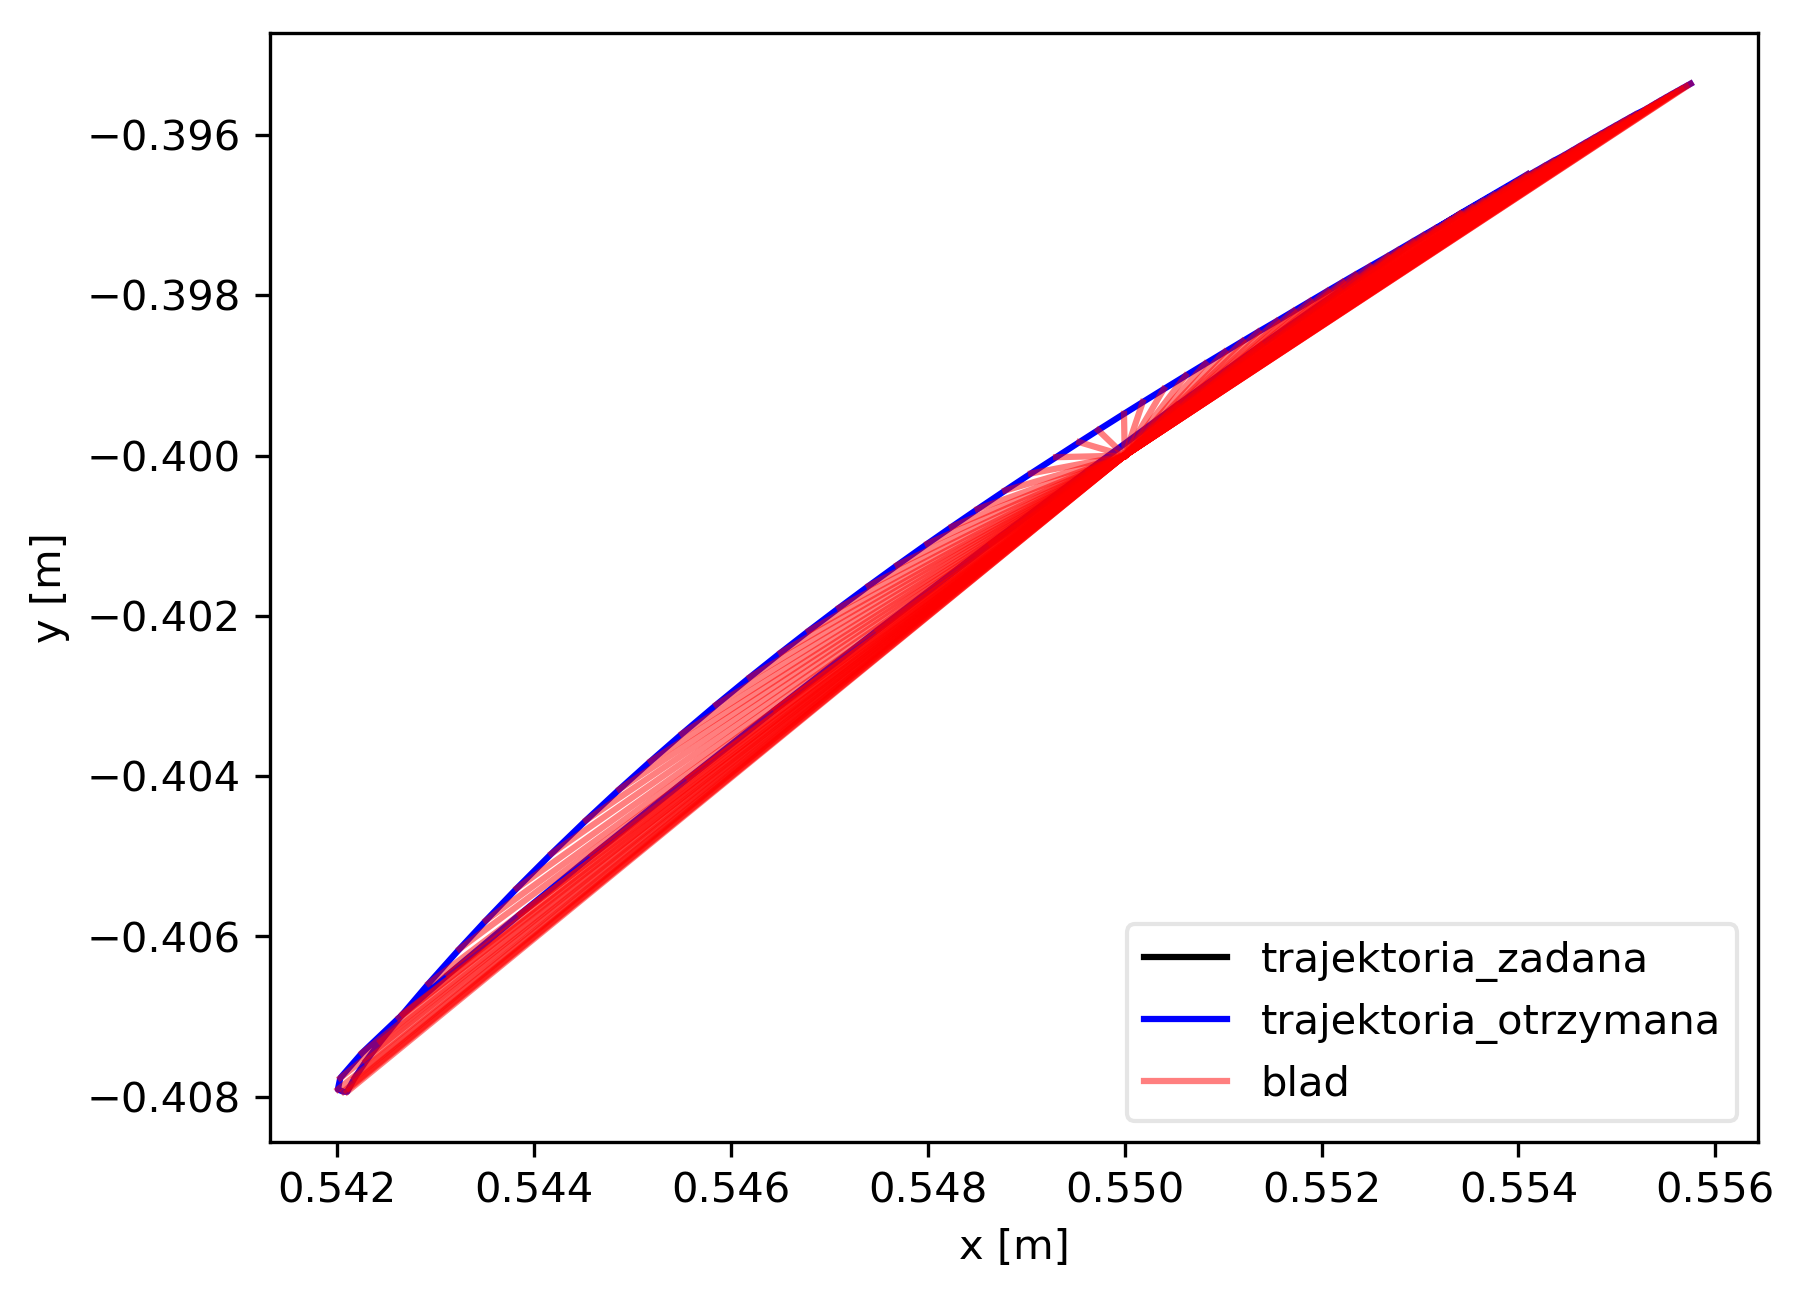 −0.396
−0.398
−0.400
−0.402
−0.404
−0.406
−0.408
y [m]
trajektoria_zadana
trajektoria_otrzymana
blad
0.542 0.544 0.546 0.548 0.550 0.552 0.554 0.556
x [m]